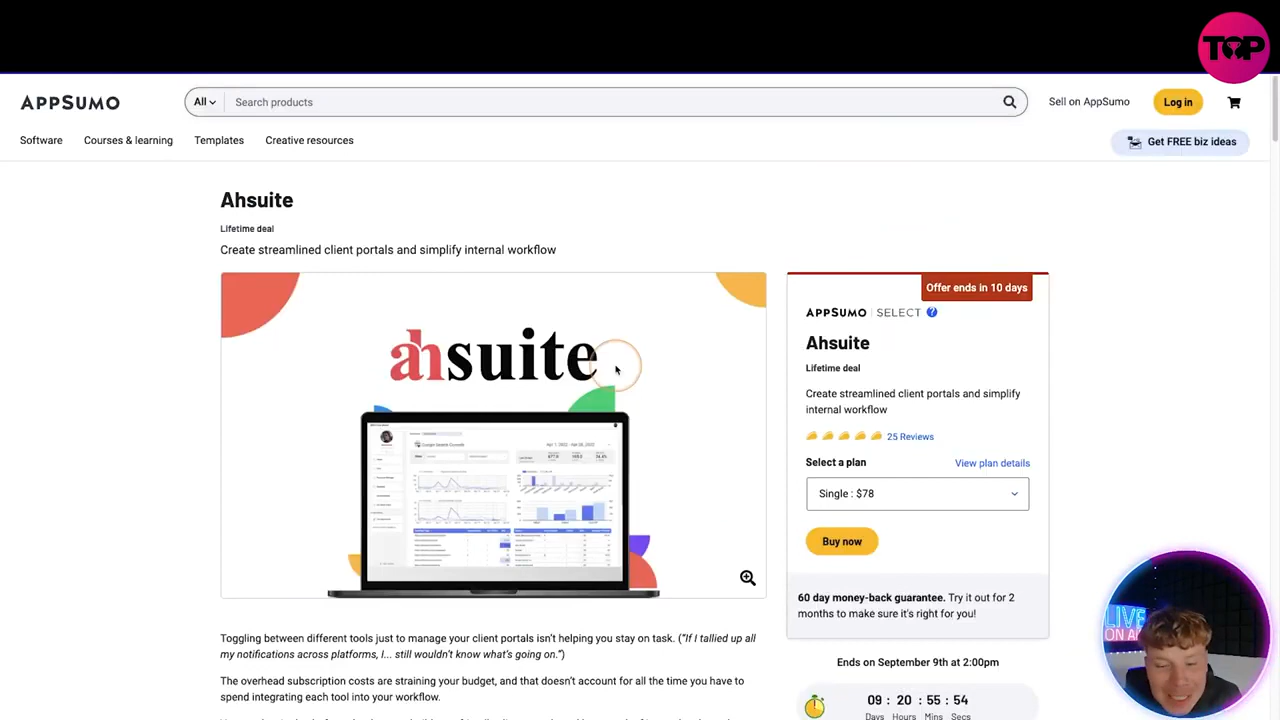 TOP
APPSUMO
All
Search products
Sell on AppSumo
Log in
Software
Courses & learning
Templates
Creative resources
Get FREE biz ideas
Ahsuite
Lifetime deal
Create streamlined client portals and simplify internal workflow
ahsuite
Offer ends in 10 days
APPSUMO | SELECT ?
Ahsuite
Lifetime deal
Create streamlined client portals and simplify
internal workflow
25 Reviews
Select a plan
View plan details
Single : $78
Buy now
60 day money-back guarantee. Try it out for 2
months to make sure it's right for you!
Toggling between different tools just to manage your client portals isn't helping you stay on task. ("If I tallied up all
my notifications across platforms, I... still wouldn't know what's going on.")
The overhead subscription costs are straining your budget, and that doesn't account for all the time you have to
spend integrating each tool into your workflow.
Ends on September 9th at 2:00pm
09 : 20 : 55 : 54
Days Hours Mins Secs
LIVE
ON A